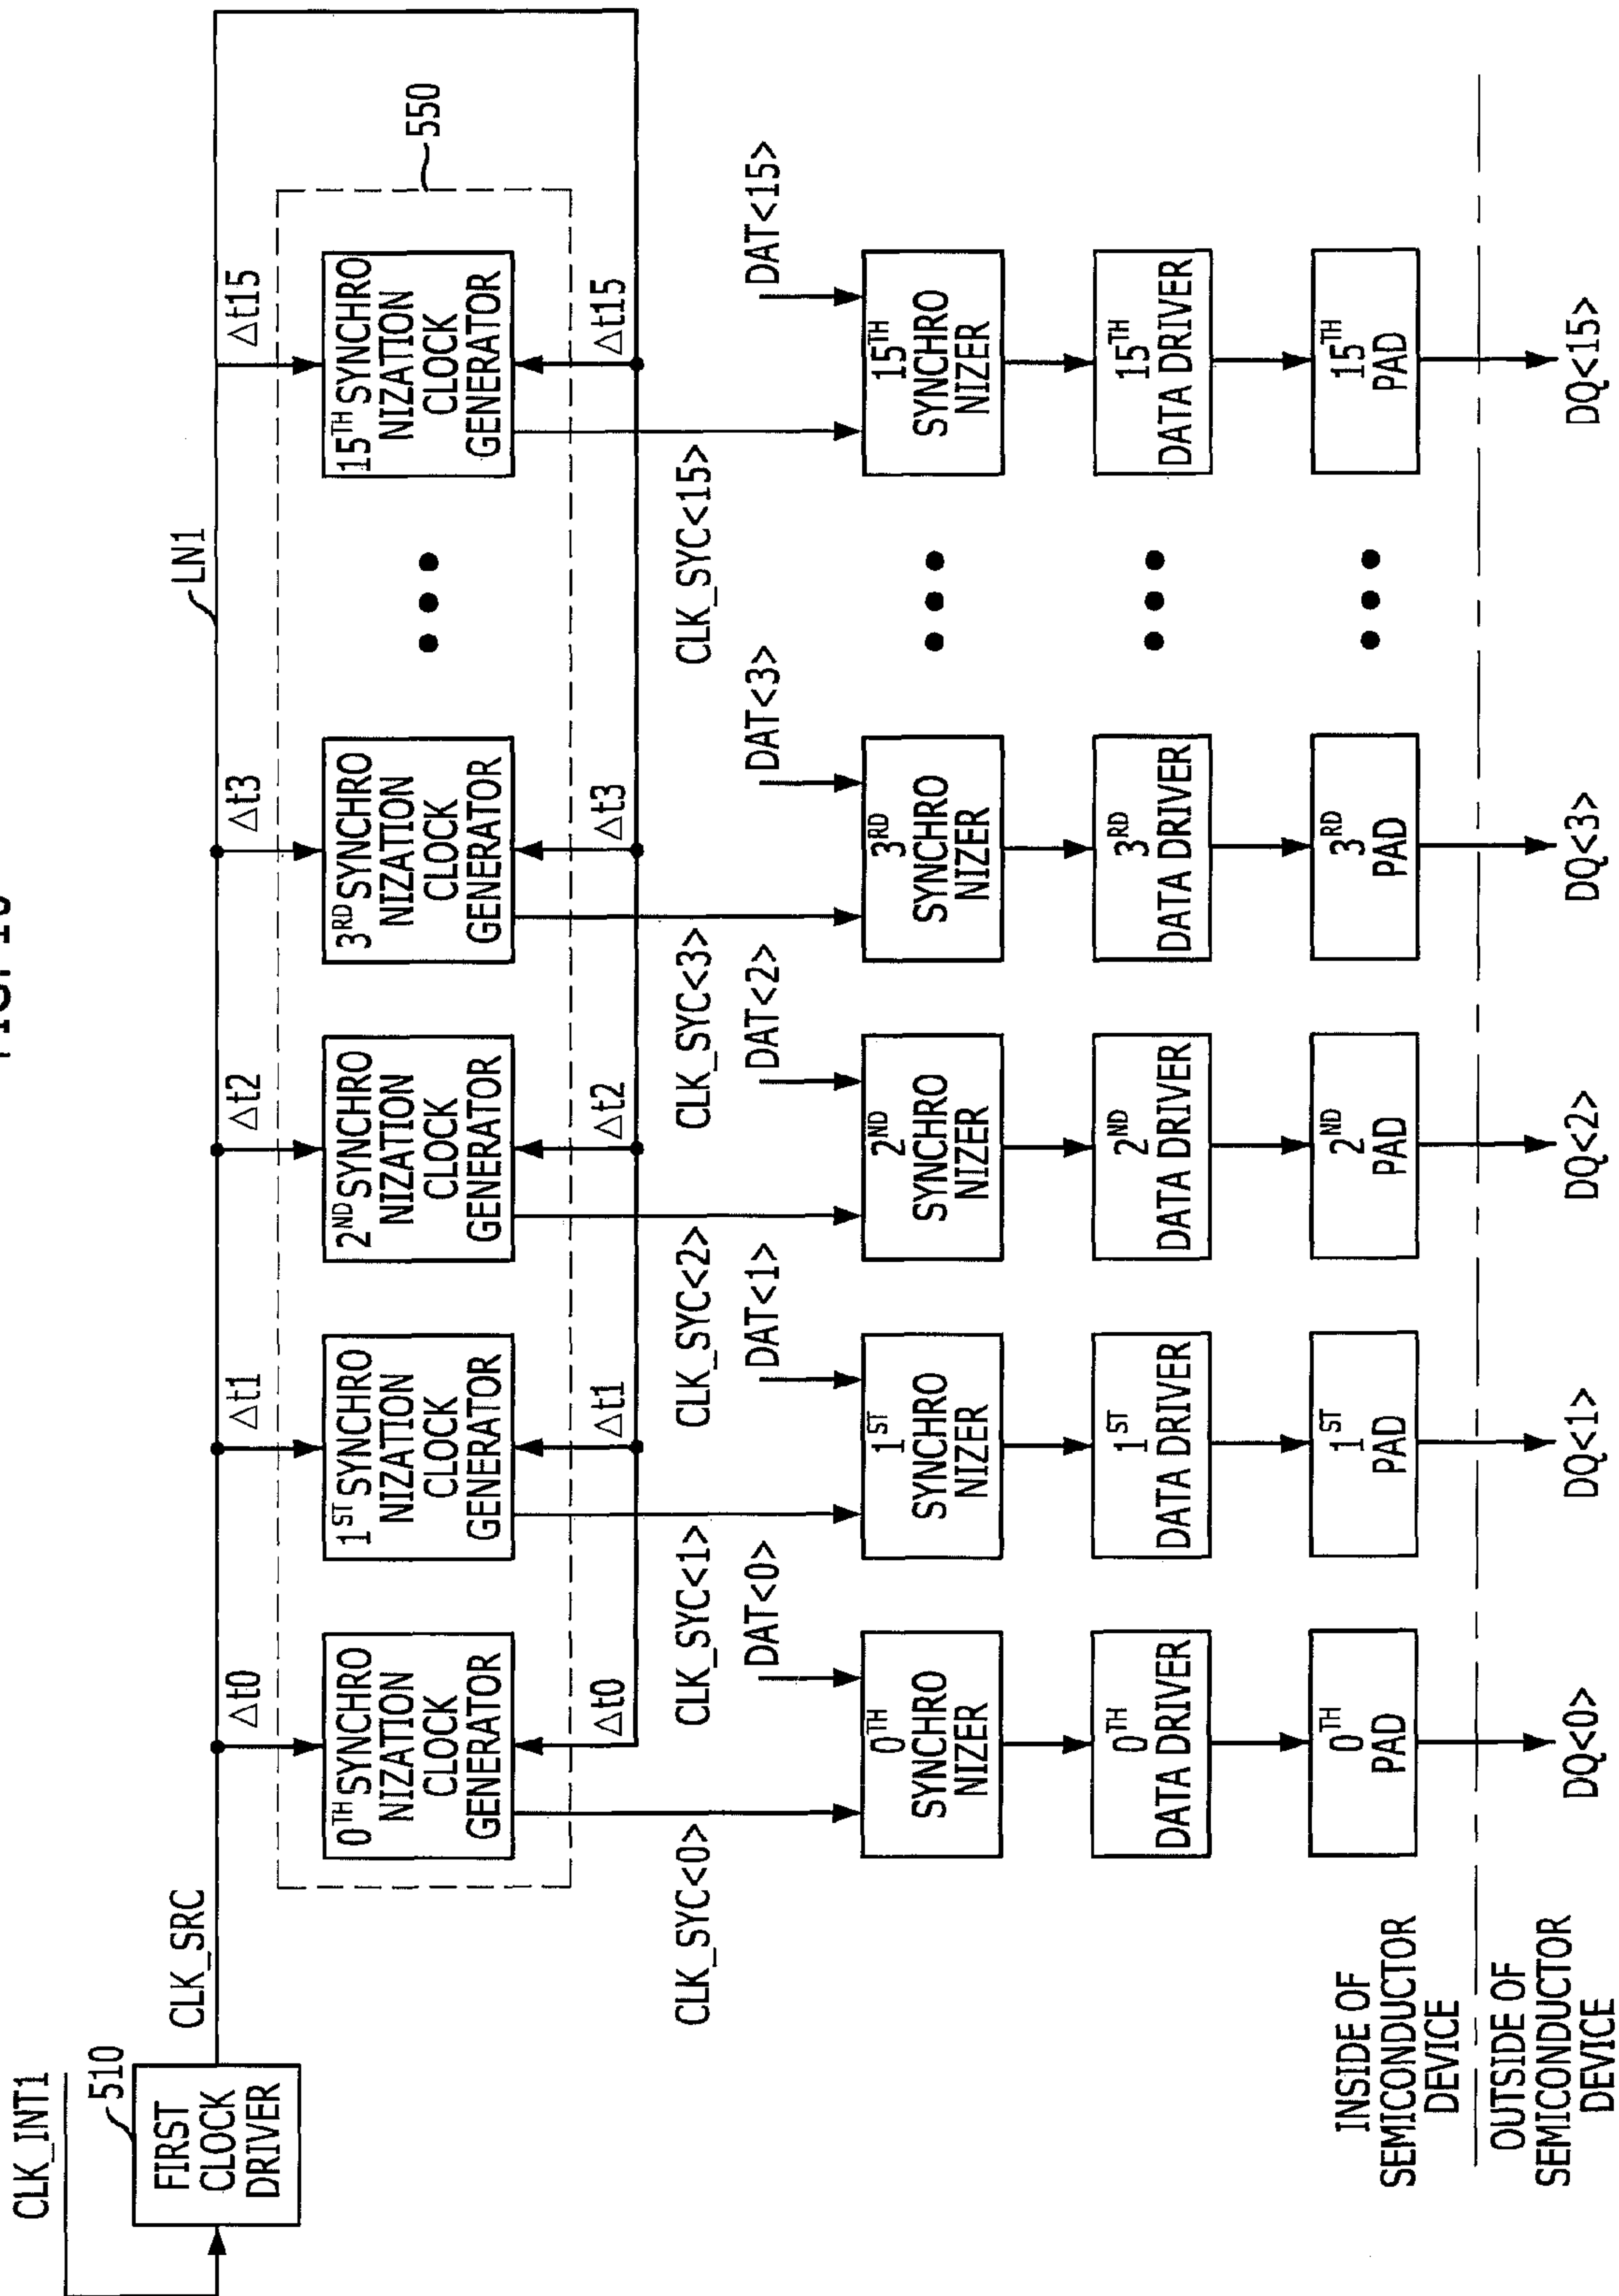 CLK_INT1
510
FIRST
CLOCK
DRIVER
CLK_SRC
LN1
550
Δt0
Δt1
Δt2
Δt3
Δt15
0TH SYNCHRO
NIZATION
CLOCK
GENERATOR
1ST SYNCHRO
NIZATION
CLOCK
GENERATOR
2ND SYNCHRO
NIZATION
CLOCK
GENERATOR
3RD SYNCHRO
NIZATION
CLOCK
GENERATOR
15TH SYNCHRO
NIZATION
CLOCK
GENERATOR
Δt0
Δt1
Δt2
Δt3
Δt15
CLK_SYC<0>
CLK_SYC<1>
CLK_SYC<2>
CLK_SYC<3>
CLK_SYC<15>
DAT<0>
DAT<1>
DAT<2>
DAT<3>
DAT<15>
0TH
SYNCHRO
NIZER
1ST
SYNCHRO
NIZER
2ND
SYNCHRO
NIZER
3RD
SYNCHRO
NIZER
15TH
SYNCHRO
NIZER
0TH
DATA DRIVER
1ST
DATA DRIVER
2ND
DATA DRIVER
3RD
DATA DRIVER
15TH
DATA DRIVER
0TH
PAD
1ST
PAD
2ND
PAD
3RD
PAD
15TH
PAD
INSIDE OF
SEMICONDUCTOR
DEVICE
OUTSIDE OF
SEMICONDUCTOR
DEVICE
DQ<0>
DQ<1>
DQ<2>
DQ<3>
DQ<15>